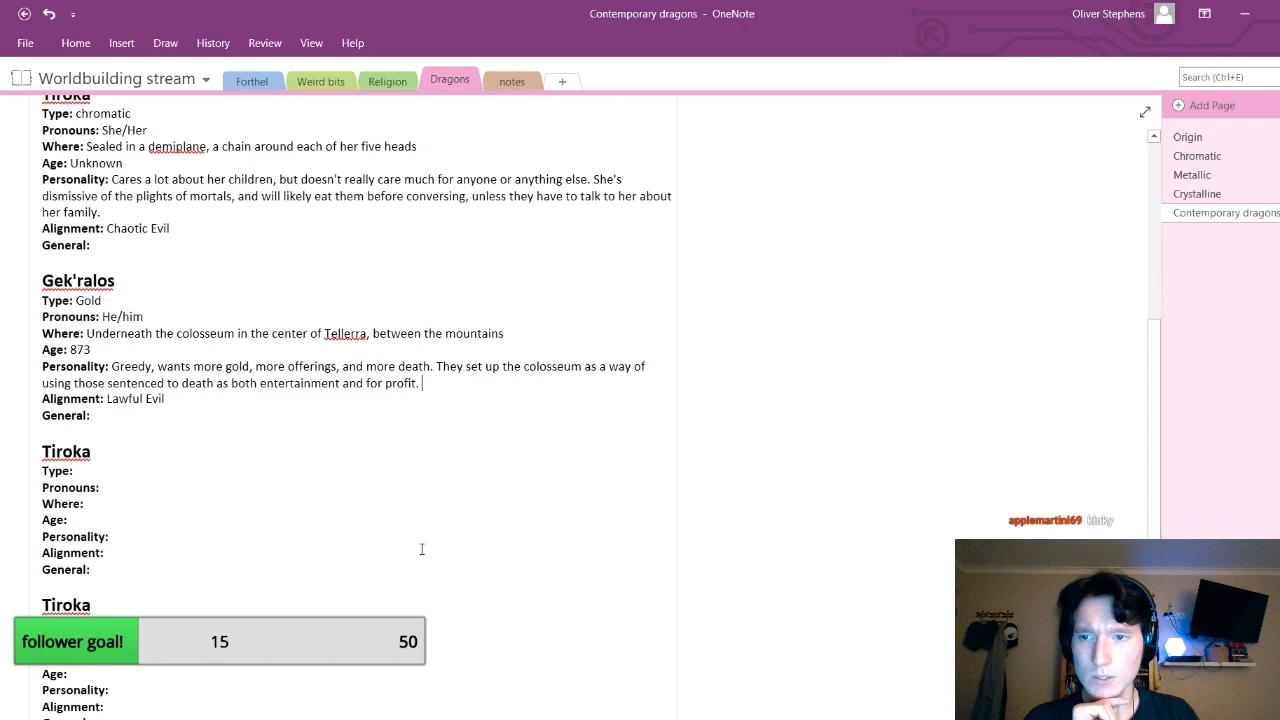 Contemporary dragons - OneNote
Oliver Stephens
File Home Insert Draw History Review View Help
Worldbuilding stream Forthel Weird bits Religion Dragons notes +
Search (Ctrl+E)
Add Page
Origin
Chromatic
Metallic
Crystalline
Contemporary dragons
Tiroka
Type: chromatic
Pronouns: She/Her
Where: Sealed in a demiplane, a chain around each of her five heads
Age: Unknown
Personality: Cares a lot about her children, but doesn't really care much for anyone or anything else. She's
dismissive of the plights of mortals, and will likely eat them before conversing, unless they have to talk to her about
her family.
Alignment: Chaotic Evil
General:
Gek'ralos
Type: Gold
Pronouns: He/him
Where: Underneath the colosseum in the center of Tellerra, between the mountains
Age: 873
Personality: Greedy, wants more gold, more offerings, and more death. They set up the colosseum as a way of
using those sentenced to death as both entertainment and for profit.
Alignment: Lawful Evil
General:
Tiroka
Type:
Pronouns:
Where:
Age:
Personality:
Alignment:
General:
Tiroka
Age:
Personality:
Alignment:
applemartini69 kinky
follower goal! 15 50